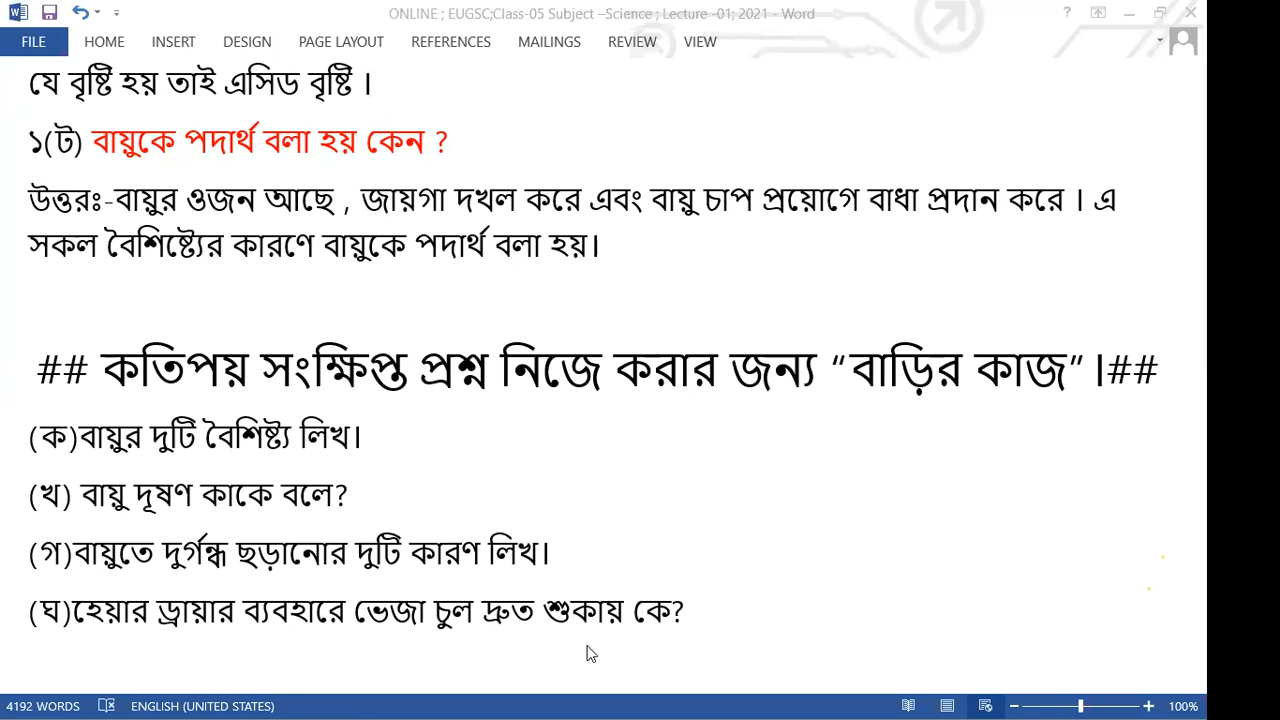 ONLINE ; EUGSC;Class-05 Subject –Science ; Lecture -01; 2021 - Word
FILE HOME INSERT DESIGN PAGE LAYOUT REFERENCES MAILINGS REVIEW VIEW
যে বৃষ্টি হয় তাই এসিড বৃষ্টি ।
১(ট) বায়ুকে পদার্থ বলা হয় কেন ?
উত্তরঃ-বায়ুর ওজন আছে , জায়গা দখল করে এবং বায়ু চাপ প্রয়োগে বাধা প্রদান করে । এ
সকল বৈশিষ্ট্যের কারণে বায়ুকে পদার্থ বলা হয়।
## কতিপয় সংক্ষিপ্ত প্রশ্ন নিজে করার জন্য “বাড়ির কাজ” ।##
(ক)বায়ুর দুটি বৈশিষ্ট্য লিখ।
(খ) বায়ু দূষণ কাকে বলে?
(গ)বায়ুতে দুর্গন্ধ ছড়ানোর দুটি কারণ লিখ।
(ঘ)হেয়ার ড্রায়ার ব্যবহারে ভেজা চুল দ্রুত শুকায় কে?
4192 WORDS ENGLISH (UNITED STATES) 100%